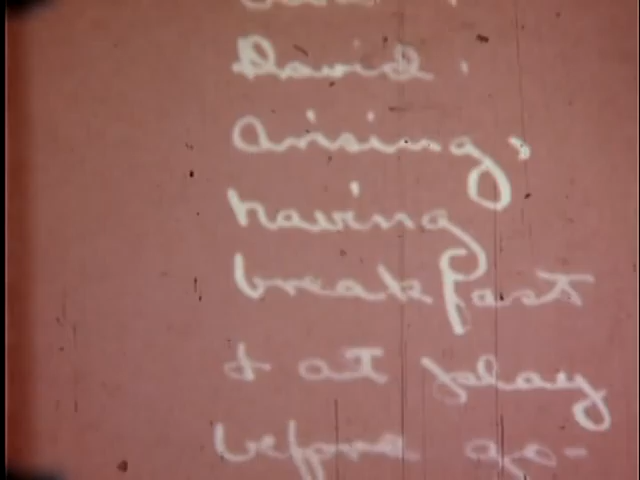 David.
Arising,
having
breakfast
& at play
before go-